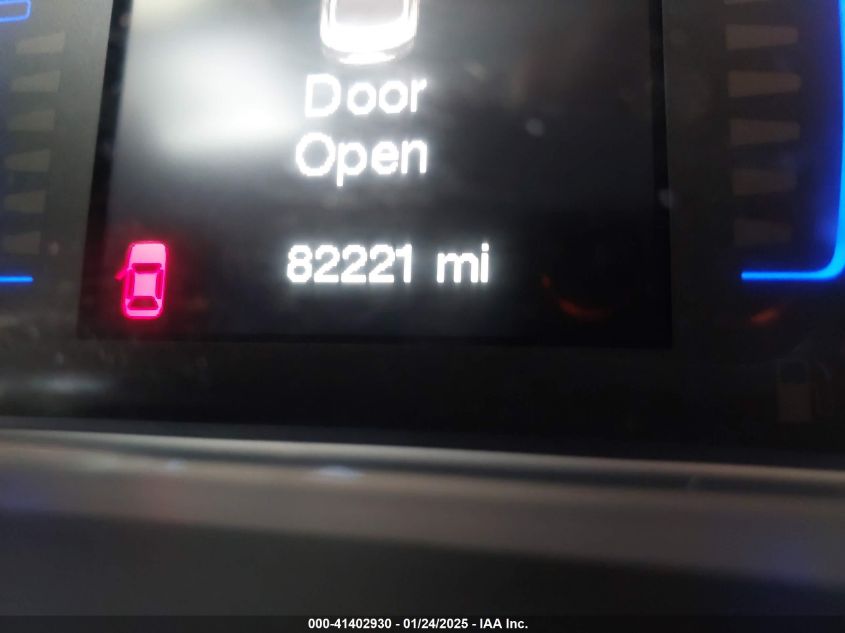 Door
Open
82221 mi
000-41402930 - 01/24/2025 - IAA Inc.